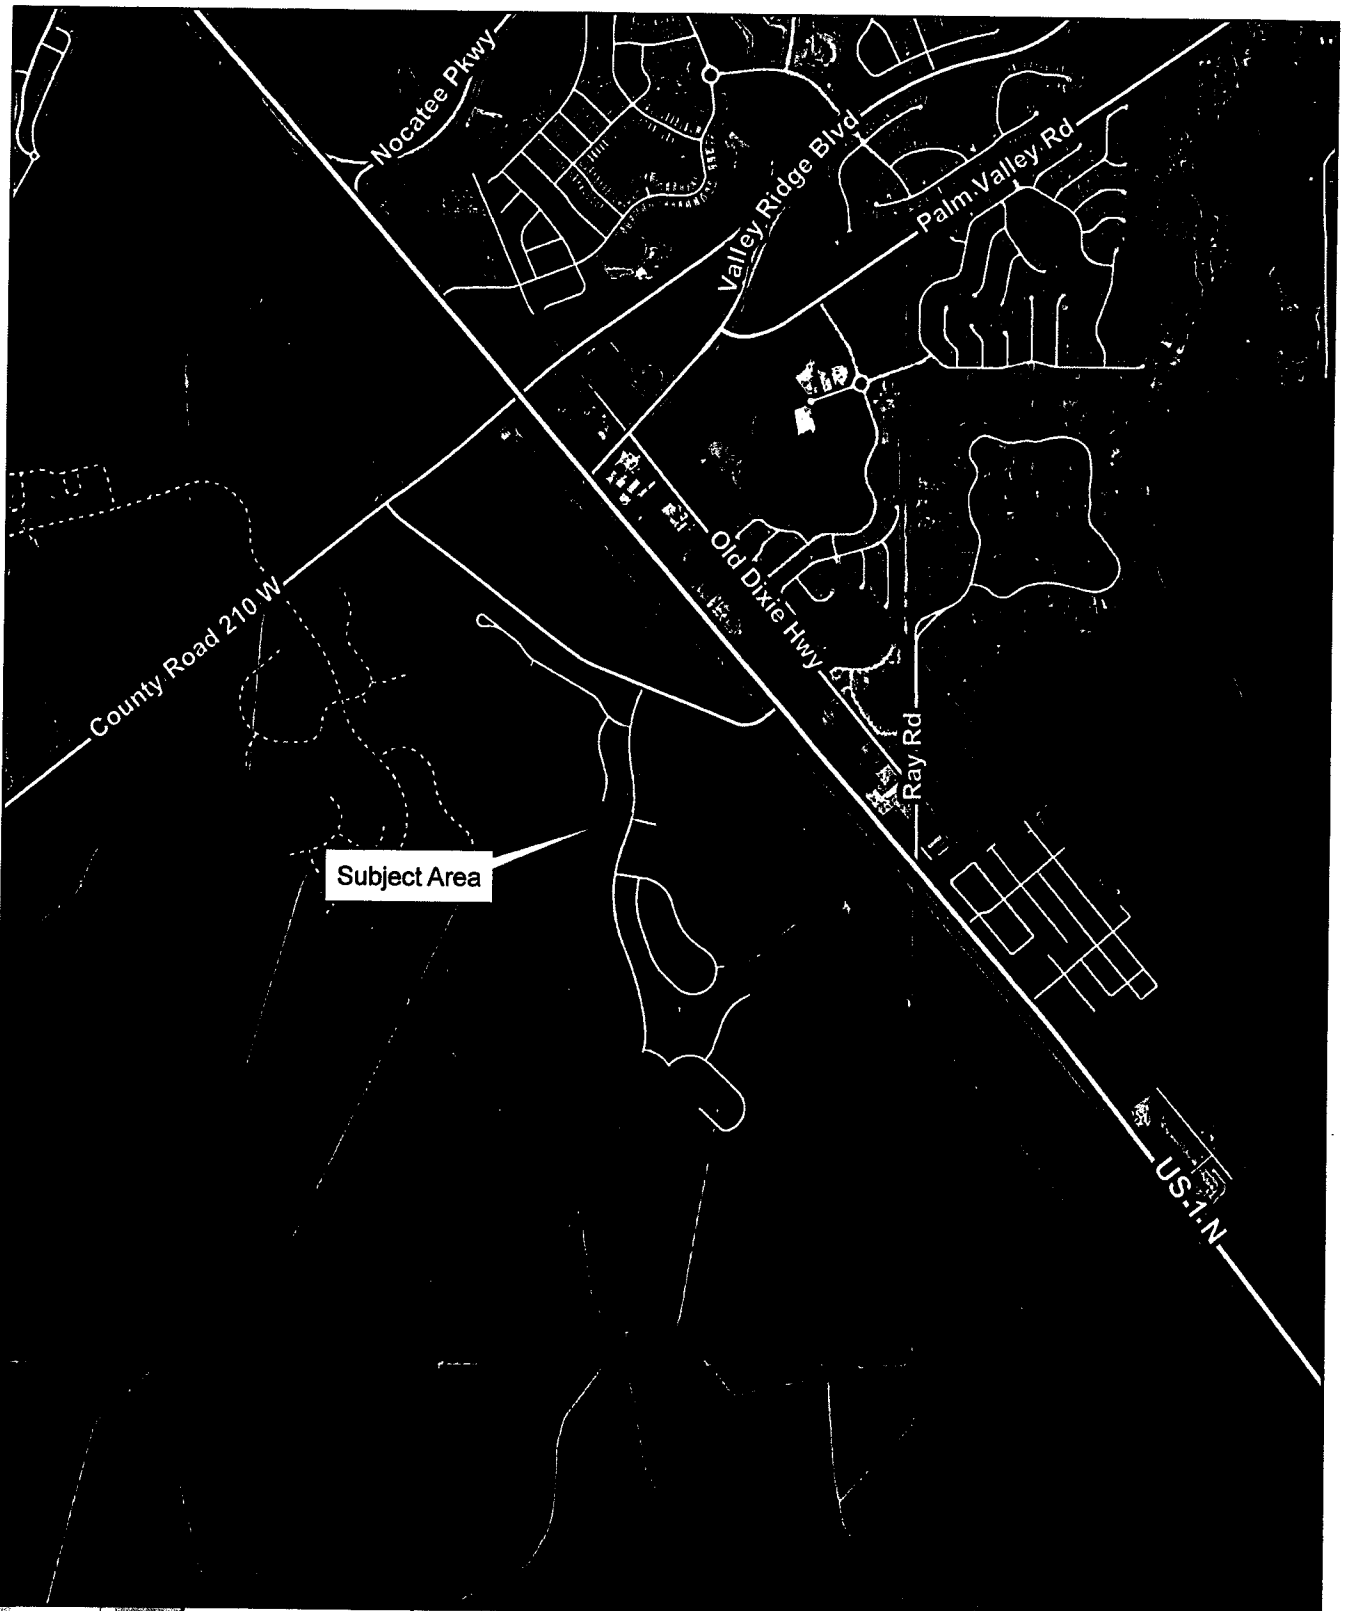 Nocatee Pkwy
Valley Ridge Blvd
Palm Valley Rd
Old Dixie Hwy
County Road 210 W
Ray Rd
Subject Area
US 1 N